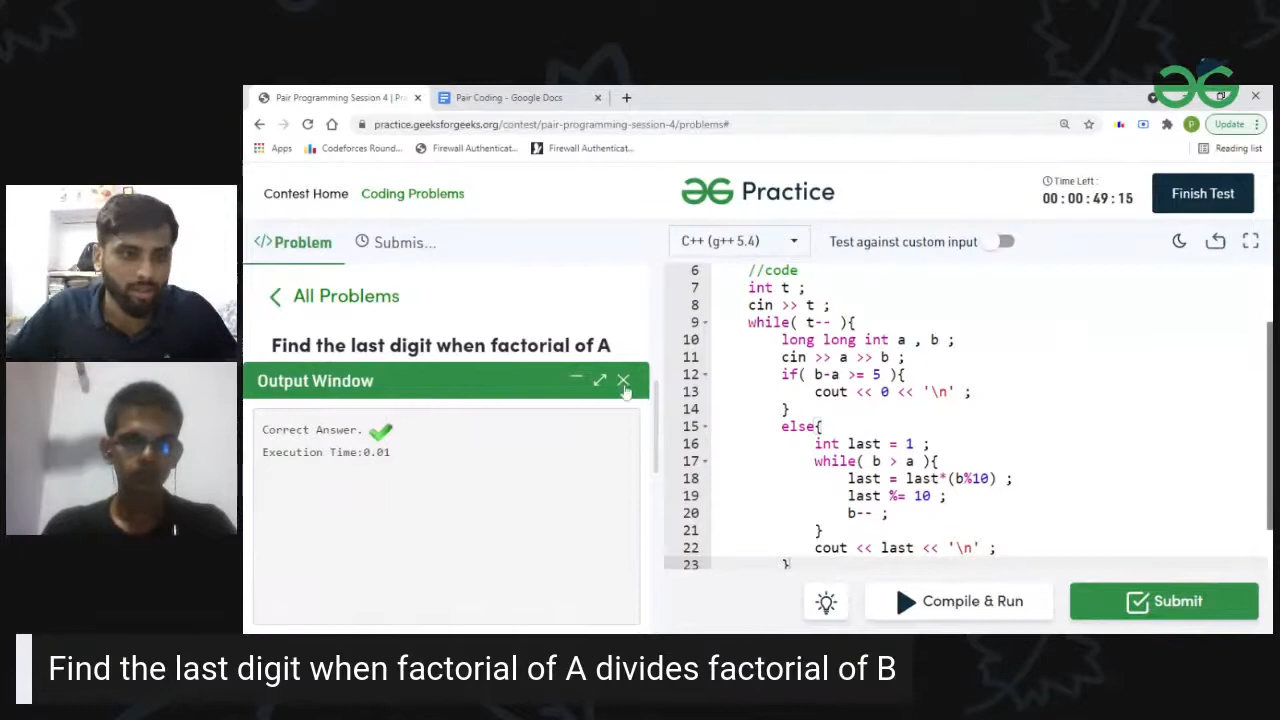 Pair Programming Session 4 | Pr
Pair Coding - Google Docs
practice.geeksforgeeks.org/contest/pair-programming-session-4/problems#
Update
Apps
Codeforces Round...
Firewall Authenticat...
Firewall Authenticat...
Reading list
Contest Home
Coding Problems
Practice
Time Left :
00 : 00 : 49 : 15
Finish Test
</>Problem
Submis...
C++ (g++ 5.4)
Test against custom input
All Problems
Find the last digit when factorial of A
Output Window
Correct Answer.
Execution Time:0.01
6 //code
7 int t ;
8 cin >> t ;
9 while( t-- ){
10 long long int a , b ;
11 cin >> a >> b ;
12 if( b-a >= 5 ){
13 cout << 0 << '\n' ;
14 }
15 else{
16 int last = 1 ;
17 while( b > a ){
18 last = last*(b%10) ;
19 last %= 10 ;
20 b-- ;
21 }
22 cout << last << '\n' ;
23 }
Compile & Run
Submit
Find the last digit when factorial of A divides factorial of B